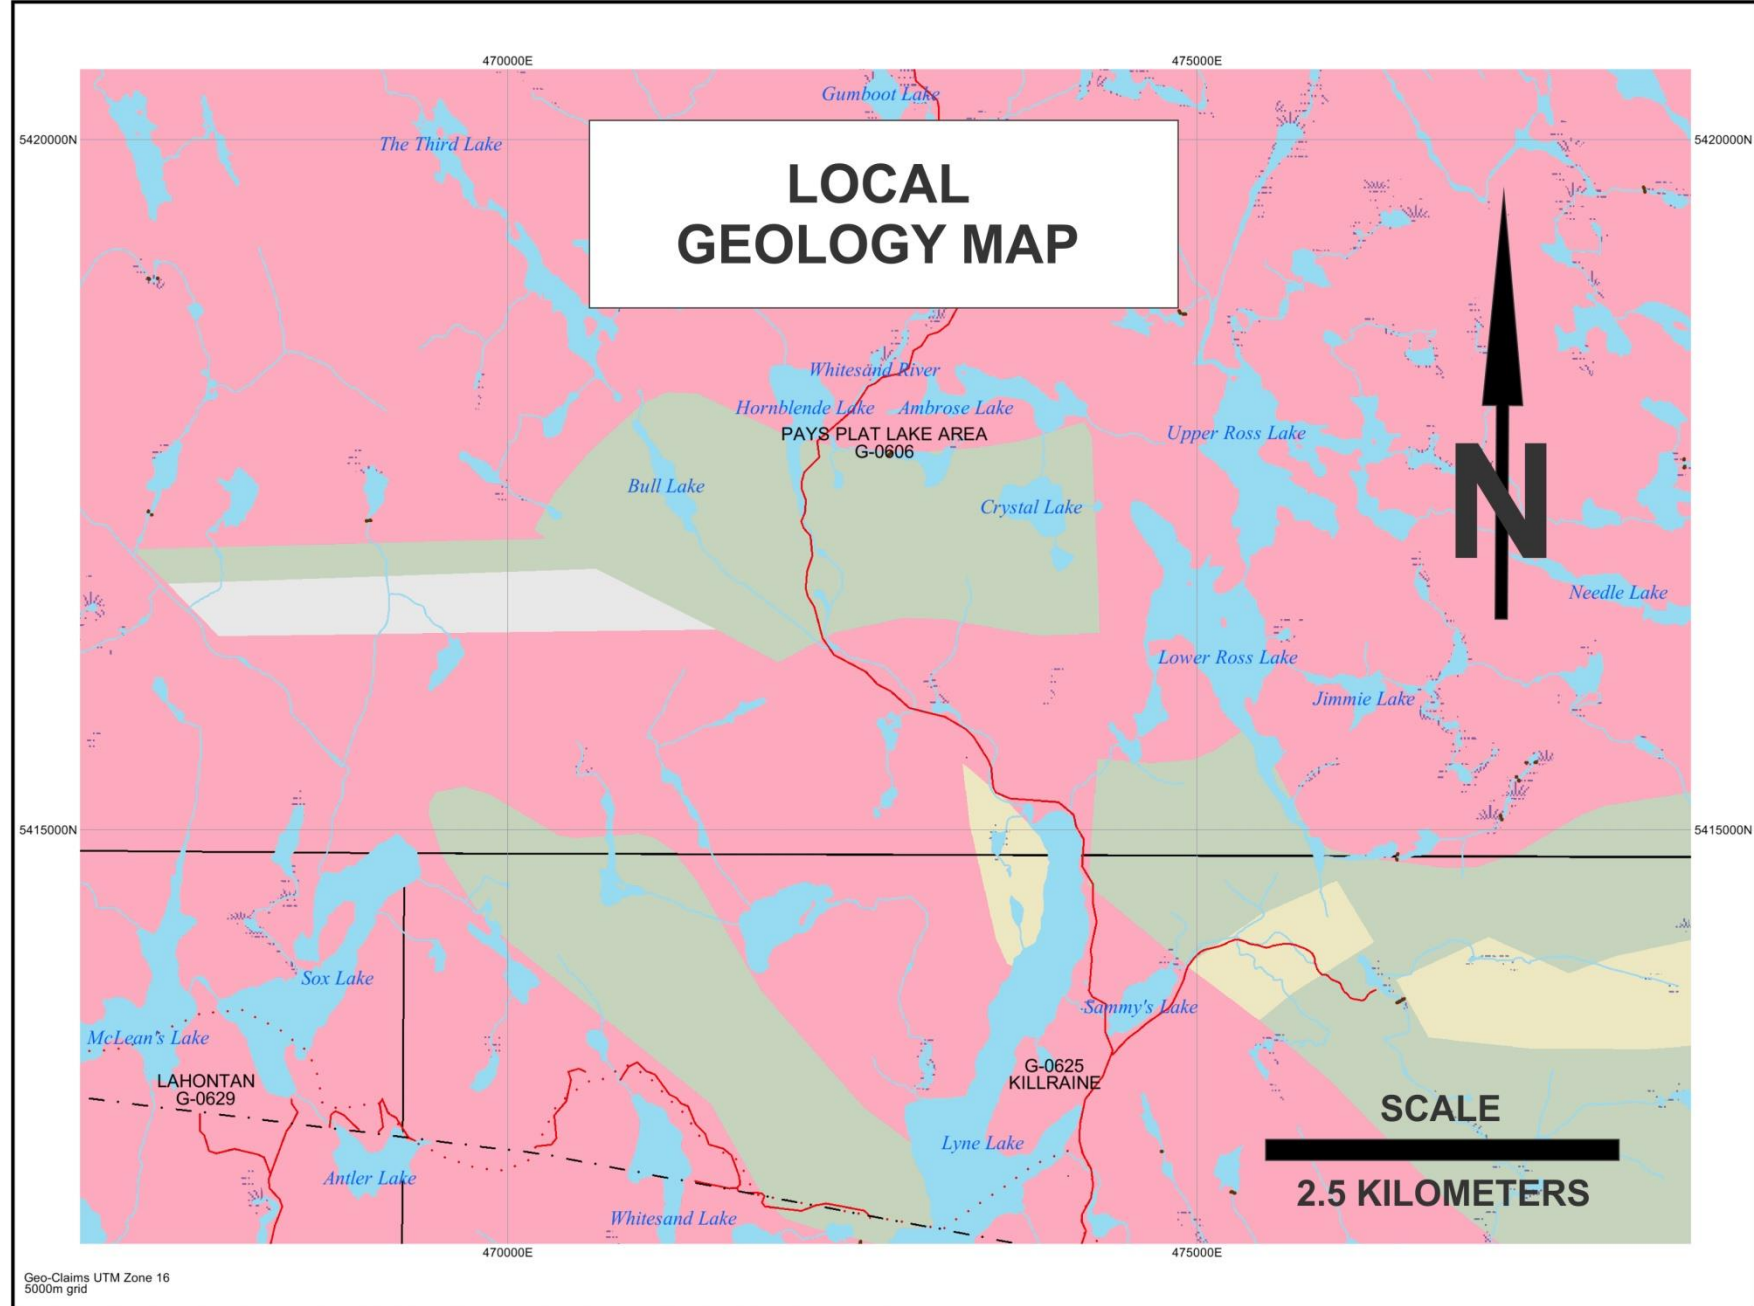 470000E
475000E
Gumboot Lake
5420000N
5420000N
The Third Lake
LOCAL
GEOLOGY MAP
Whitesand River
Hornblende Lake
Ambrose Lake
PAYS PLAT LAKE AREA
G-0606
Upper Ross Lake
Bull Lake
Crystal Lake
N
Needle Lake
Lower Ross Lake
Jimmie Lake
5415000N
5415000N
Sox Lake
Sammy's Lake
McLean's Lake
G-0625
KILLRAINE
LAHONTAN
G-0629
SCALE
Lyne Lake
Antler Lake
2.5 KILOMETERS
Whitesand Lake
470000E
475000E
Geo-Claims UTM Zone 16
5000m grid